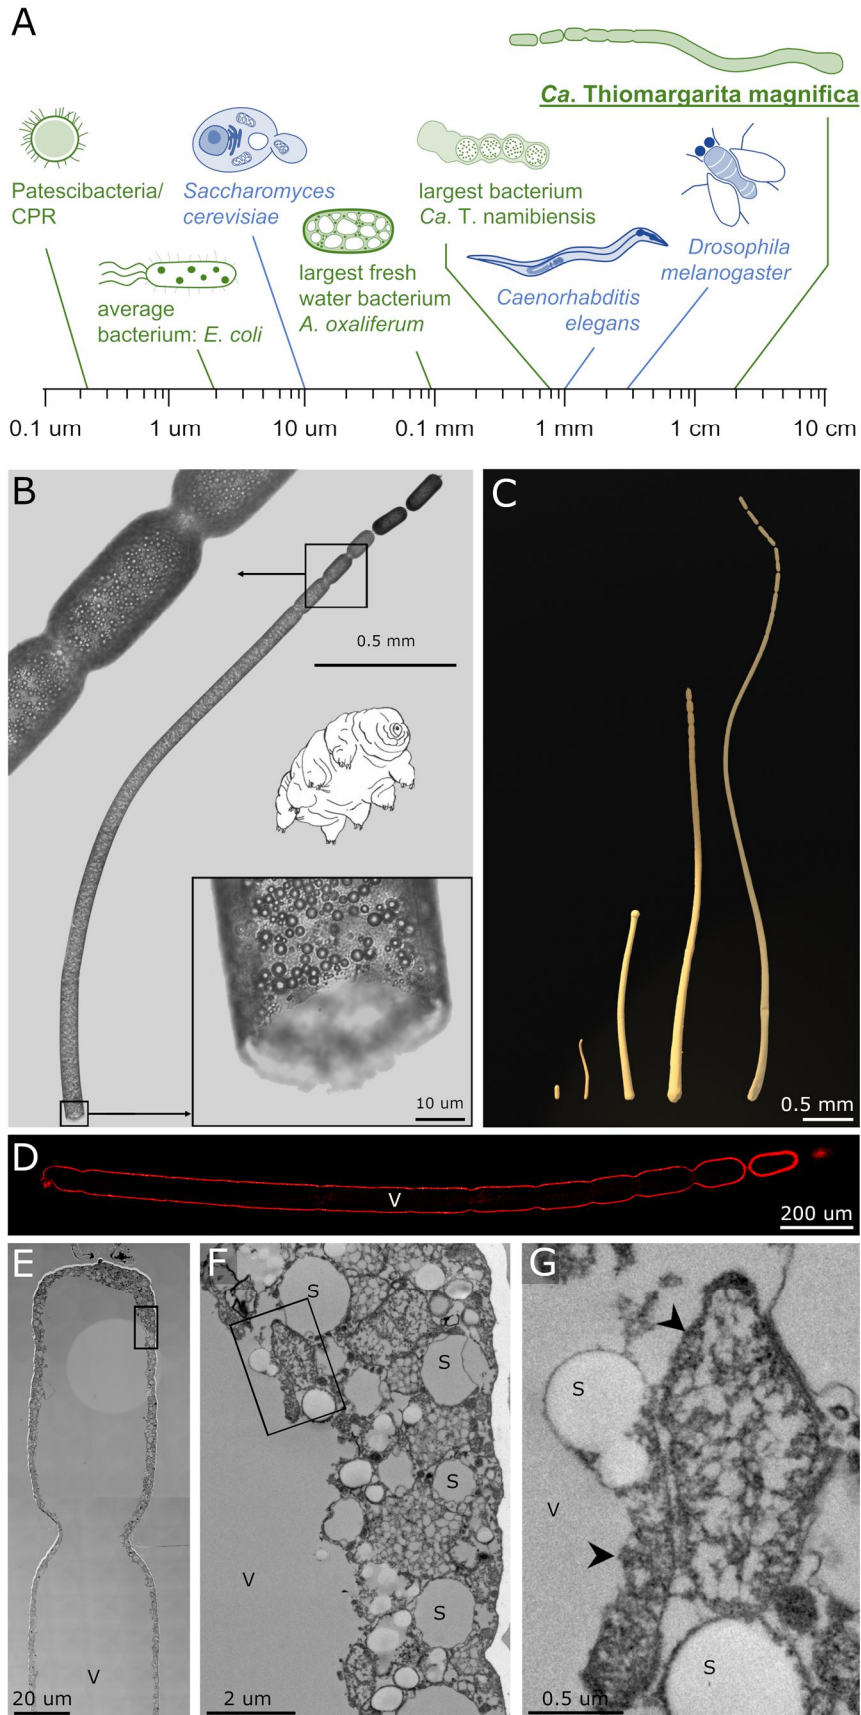 A
Ca. Thiomargarita magnifica
Patescibacteria/
CPR
Saccharomyces
cerevisiae
largest bacterium
Ca. T. namibiensis
Drosophila
melanogaster
average
bacterium: E. coli
largest fresh
water bacterium
A. oxaliferum
Caenorhabditis
elegans
0.1 um 1 um 10 um 0.1 mm 1 mm 1 cm 10 cm
B
0.5 mm
10 um
C
0.5 mm
D
V
200 um
E
V
20 um
F
S
S
S
V
S
2 um
G
S
V
S
0.5 um